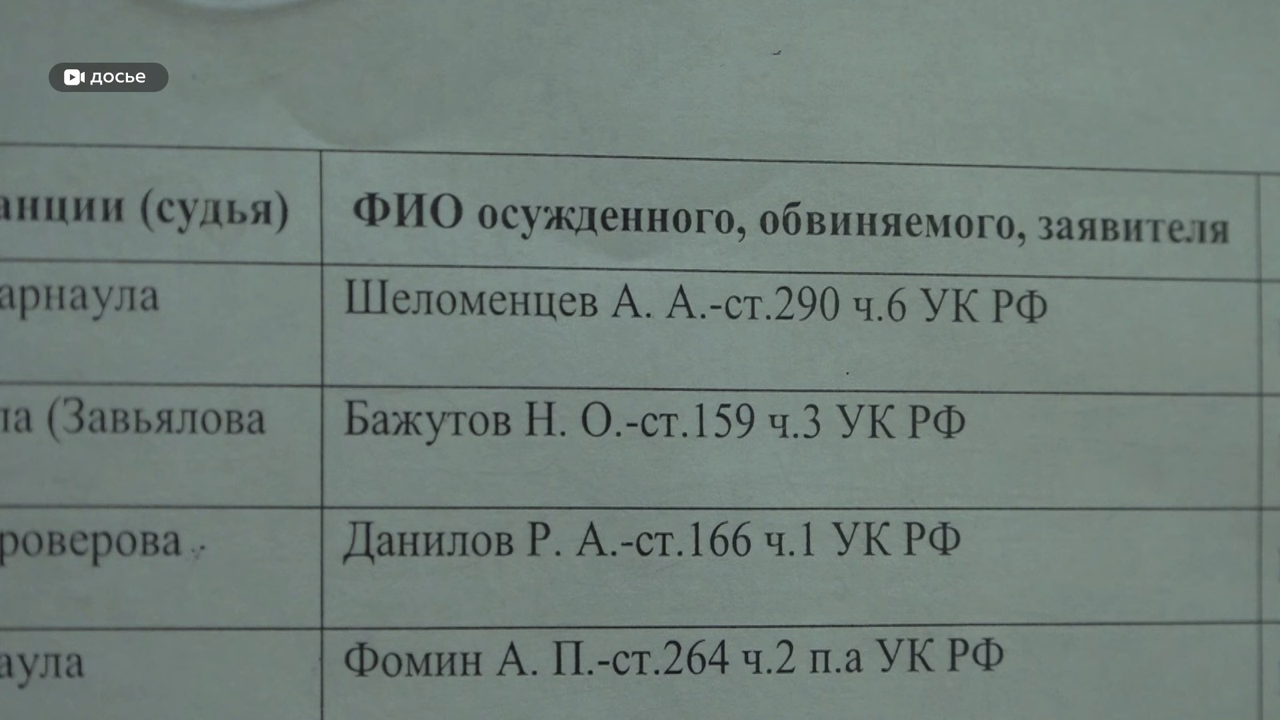 досье
анции (судья) ФИО осужденного, обвиняемого, заявителя
арнаула Шеломенцев А. А.-ст.290 ч.6 УК РФ
ла (Завьялова Бажутов Н. О.-ст.159 ч.3 УК РФ
роверова Данилов Р. А.-ст.166 ч.1 УК РФ
аула Фомин А. П.-ст.264 ч.2 п.а УК РФ